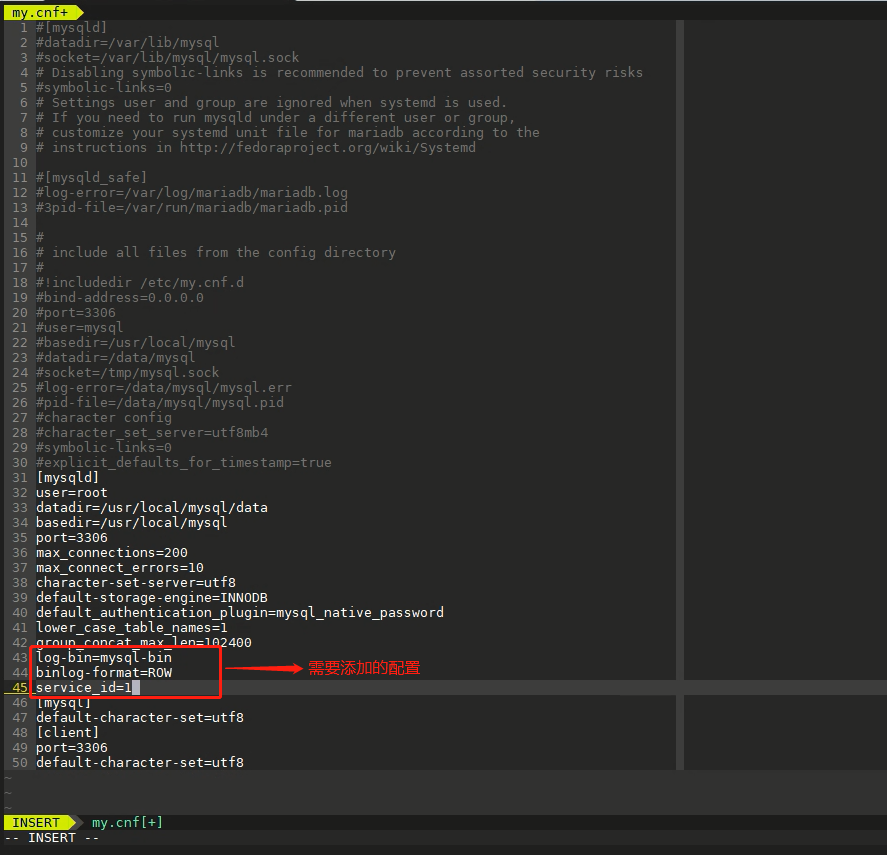 my.cnf+
1 #[mysqld]
2 #datadir=/var/lib/mysql
3 #socket=/var/lib/mysql/mysql.sock
4 # Disabling symbolic-links is recommended to prevent assorted security risks
5 #symbolic-links=0
6 # Settings user and group are ignored when systemd is used.
7 # If you need to run mysqld under a different user or group,
8 # customize your systemd unit file for mariadb according to the
9 # instructions in http://fedoraproject.org/wiki/Systemd
10
11 #[mysqld_safe]
12 #log-error=/var/log/mariadb/mariadb.log
13 #3pid-file=/var/run/mariadb/mariadb.pid
14
15 #
16 # include all files from the config directory
17 #
18 #!includedir /etc/my.cnf.d
19 #bind-address=0.0.0.0
20 #port=3306
21 #user=mysql
22 #basedir=/usr/local/mysql
23 #datadir=/data/mysql
24 #socket=/tmp/mysql.sock
25 #log-error=/data/mysql/mysql.err
26 #pid-file=/data/mysql/mysql.pid
27 #character config
28 #character_set_server=utf8mb4
29 #symbolic-links=0
30 #explicit_defaults_for_timestamp=true
31 [mysqld]
32 user=root
33 datadir=/usr/local/mysql/data
34 basedir=/usr/local/mysql
35 port=3306
36 max_connections=200
37 max_connect_errors=10
38 character-set-server=utf8
39 default-storage-engine=INNODB
40 default_authentication_plugin=mysql_native_password
41 lower_case_table_names=1
42 group_concat_max_len=102400
43 log-bin=mysql-bin
44 binlog-format=ROW 需要添加的配置
45 service_id=1
46 [mysql]
47 default-character-set=utf8
48 [client]
49 port=3306
50 default-character-set=utf8
~
~
~
INSERT my.cnf[+]
-- INSERT --